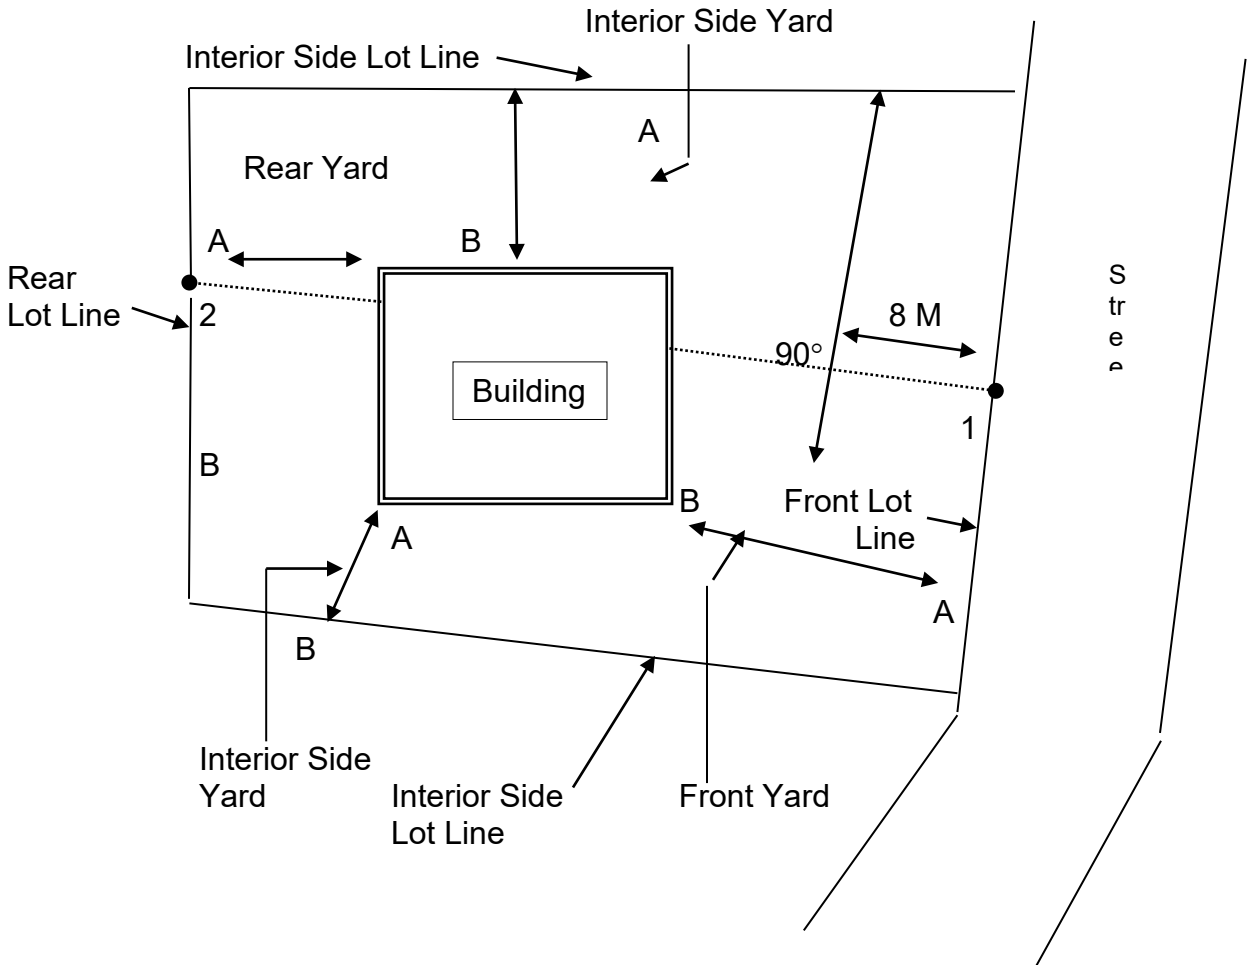 Interior Side Yard
Interior Side Lot Line
A
Rear Yard
A
B
Rear
Lot Line
2
S
tr
e
e
8 M
90°
Building
1
B
B
Front Lot
Line
A
A
B
Interior Side
Yard
Interior Side
Lot Line
Front Yard